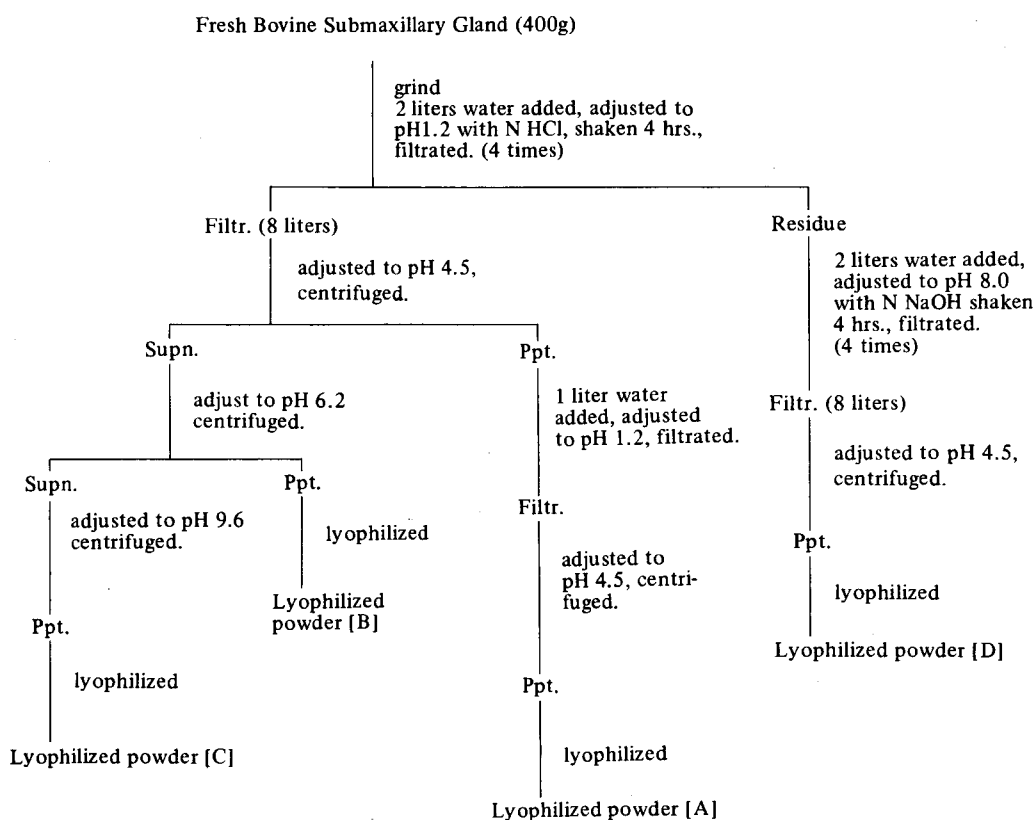 Fresh Bovine Submaxillary Gland (400g)
grind
2 liters water added, adjusted to
pH1.2 with N HCl, shaken 4 hrs.,
filtrated. (4 times)
Filtr. (8 liters)
adjusted to pH 4.5,
centrifuged.
Supn.
adjust to pH 6.2
centrifuged.
Supn.
adjusted to pH 9.6
centrifuged.
Ppt.
lyophilized
Lyophilized powder [C]
Ppt.
lyophilized
Lyophilized
powder [B]
Ppt.
1 liter water
added, adjusted
to pH 1.2, filtrated.
Filtr.
adjusted to
pH 4.5, centri-
fuged.
Ppt.
lyophilized
Lyophilized powder [A]
Residue
2 liters water added,
adjusted to pH 8.0
with N NaOH shaken
4 hrs., filtrated.
(4 times)
Filtr. (8 liters)
adjusted to pH 4.5,
centrifuged.
Ppt.
lyophilized
Lyophilized powder [D]